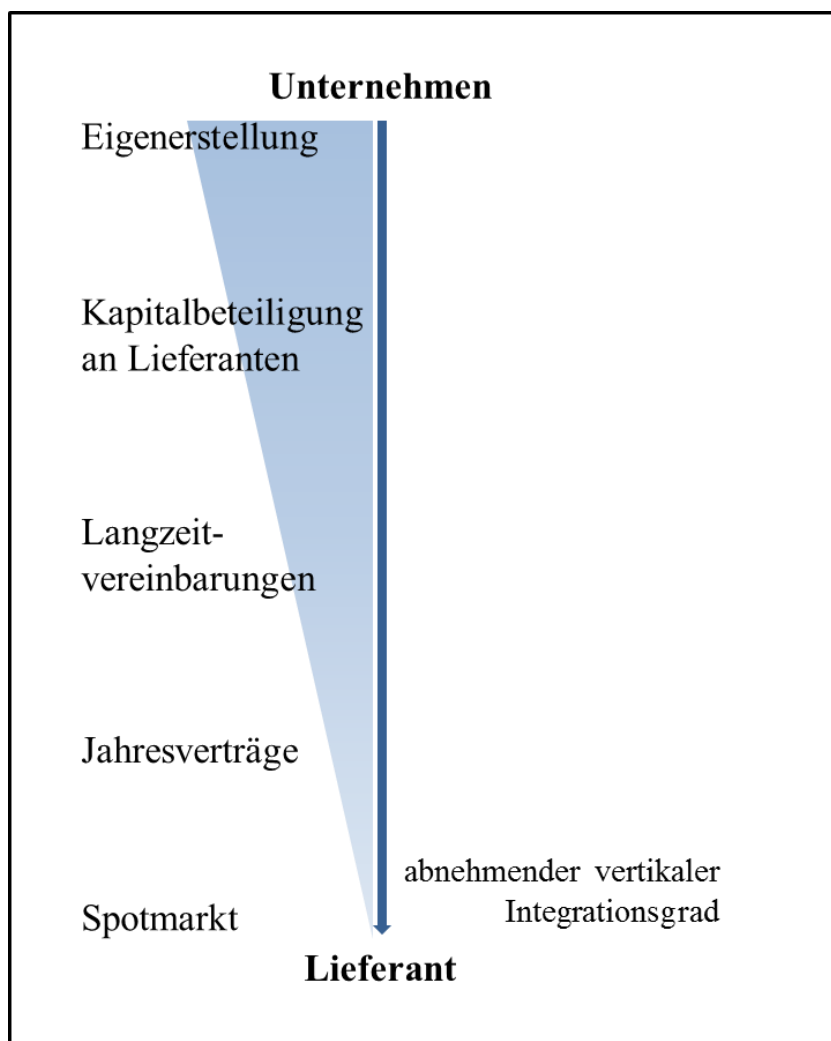 Unternehmen
Eigenerstellung
Kapitalbeteiligung
an Lieferanten
Langzeit-
vereinbarungen
Jahresverträge
abnehmender vertikaler
Integrationsgrad
Spotmarkt
Lieferant